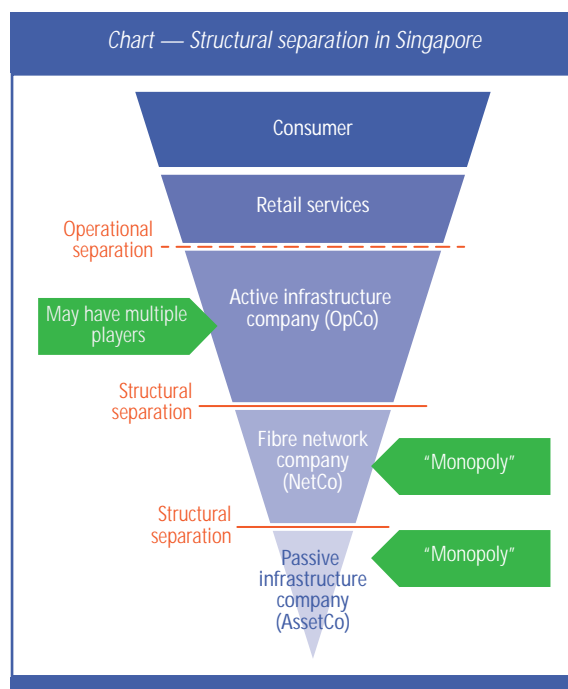 Chart — Structural separation in Singapore
Consumer
Retail services
Operational
separation
Active infrastructure
company (OpCo)
May have multiple
players
Structural
separation
Fibre network
company
(NetCo)
“Monopoly”
Structural
separation
Passive
infrastructure
company
(AssetCo)
“Monopoly”